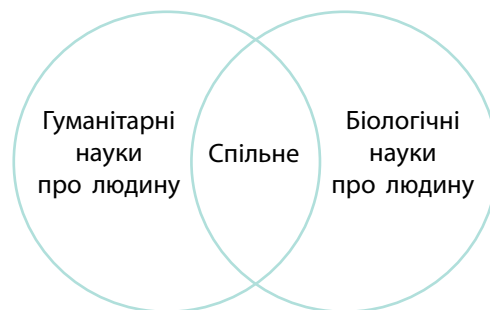 Гуманітарні
науки
про людину
Спільне
Біологічні
науки
про людину